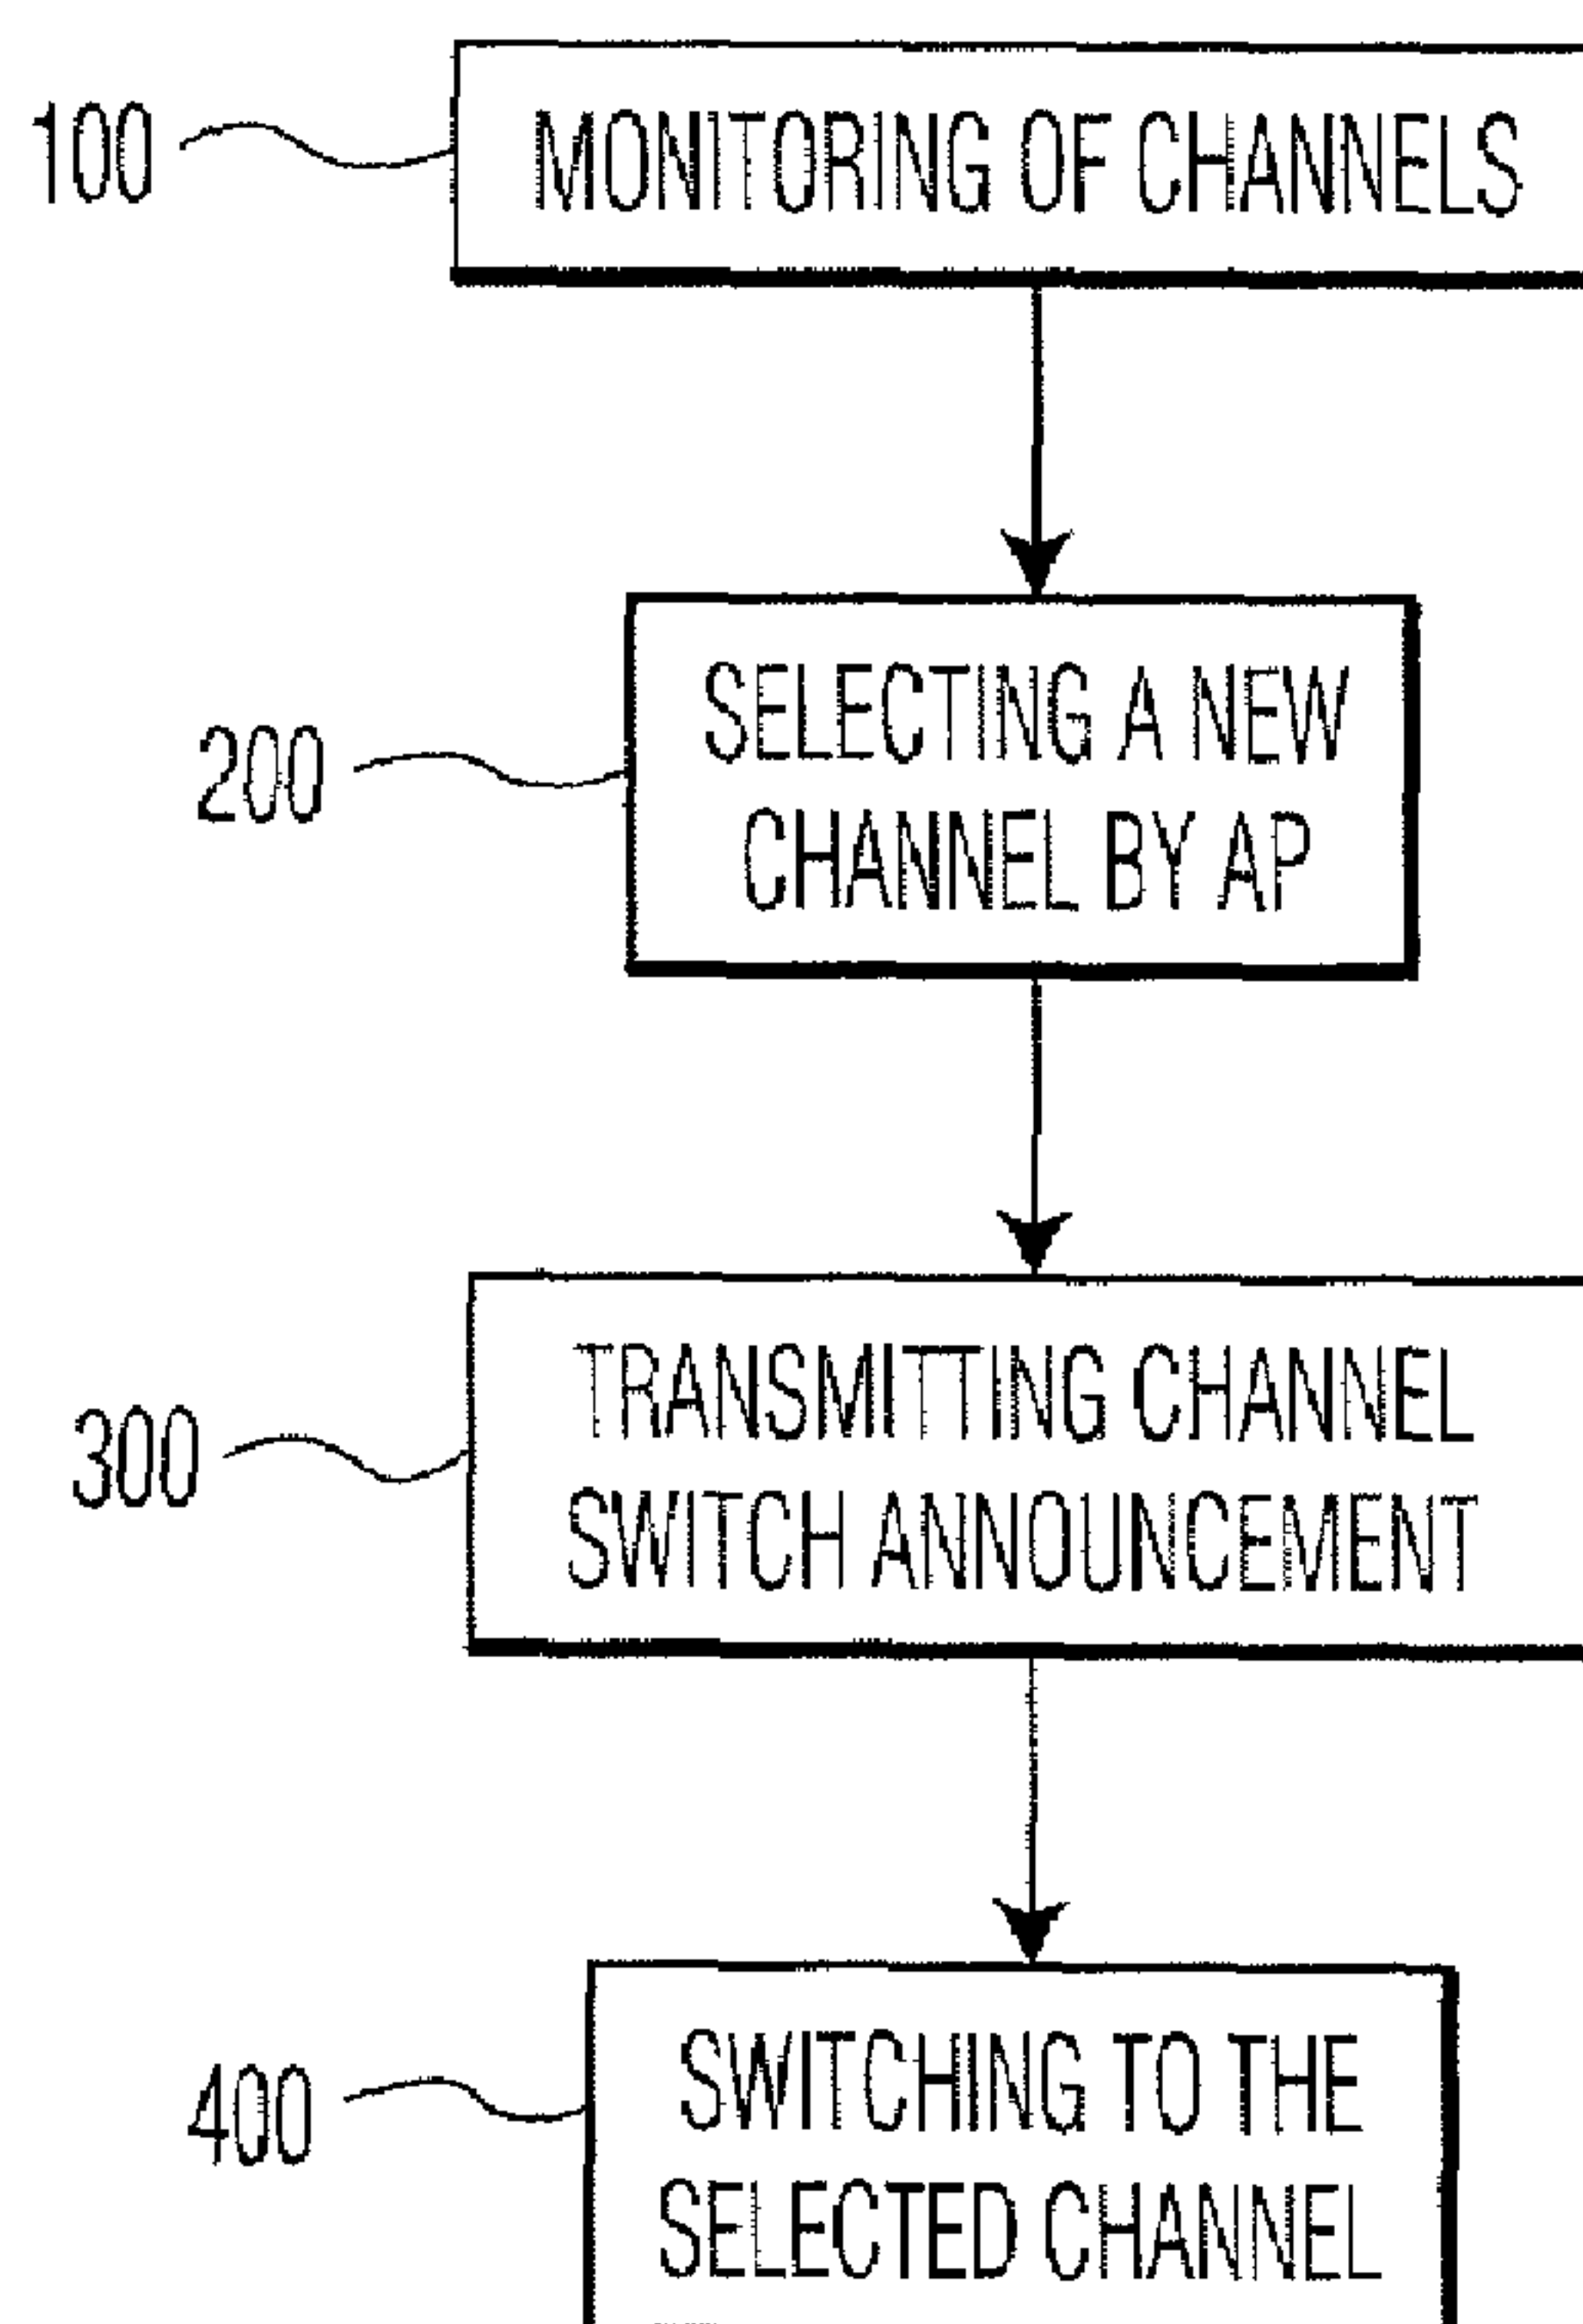 100 MONITORING OF CHANNELS
200
SELECTING A NEW
CHANNEL BY AP
300
TRANSMITTING CHANNEL
SWITCH ANNOUNCEMENT
400
SWITCHING TO THE
SELECTED CHANNEL